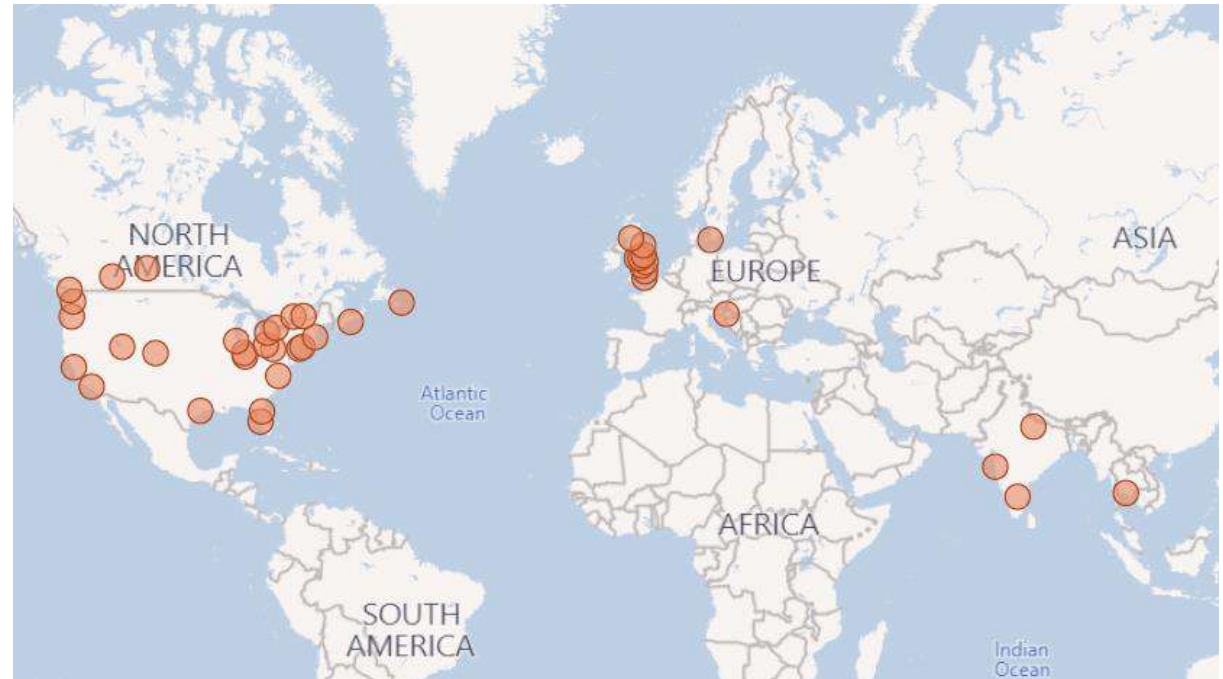 NORTH
AMERICA
ASIA
EUROPE
Atlantic
Ocean
AFRICA
SOUTH
AMERICA
Indian
Ocean